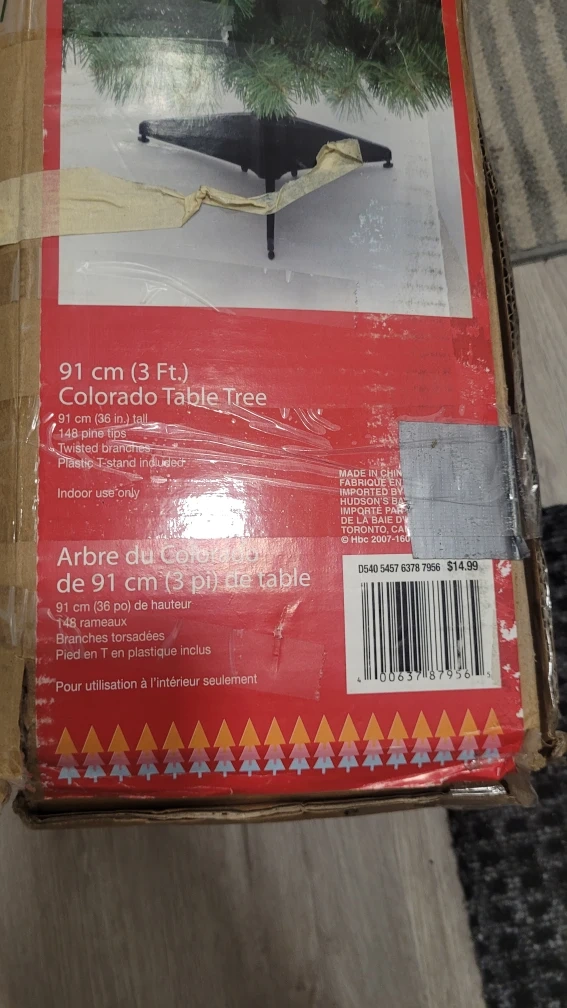 91 cm (3 Ft.)
Colorado Table Tree
91 cm (36 in.) tall
148 pine tips
Twisted branches
Plastic T-stand included
Indoor use only
MADE IN CHIN
FABRIQUE EN
IMPORTED BY
HUDSON'S BA
IMPORTÉ PAR
DE LA BAIE D'
TORONTO, CA
© Hbc 2007-160
Arbre du Colorado
de 91 cm (3 pi) de table
91 cm (36 po) de hauteur
148 rameaux
Branches torsadées
Pied en T en plastique inclus
Pour utilisation à l'intérieur seulement
D540 5457 6378 7956 $14.99
4 00637 87956 5